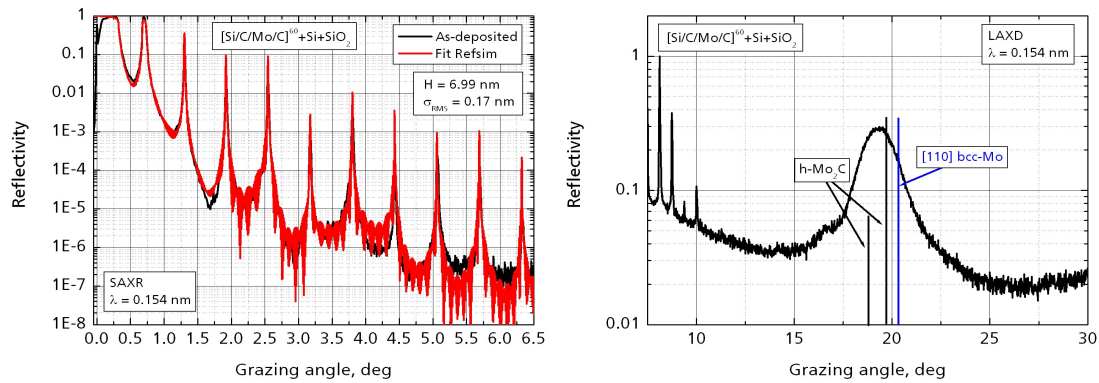 [Si/C/Mo/C]^60+Si+SiO₂
As-deposited
Fit Refsim
H = 6.99 nm
σRMS = 0.17 nm
SAXR
λ = 0.154 nm
Reflectivity
1
0.1
0.01
1E-3
1E-4
1E-5
1E-6
1E-7
1E-8
0.0 0.5 1.0 1.5 2.0 2.5 3.0 3.5 4.0 4.5 5.0 5.5 6.0 6.5
Grazing angle, deg
[Si/C/Mo/C]^60+Si+SiO₂
LAXD
λ = 0.154 nm
h-Mo₂C
[110] bcc-Mo
Reflectivity
1
0.1
0.01
10 15 20 25 30
Grazing angle, deg